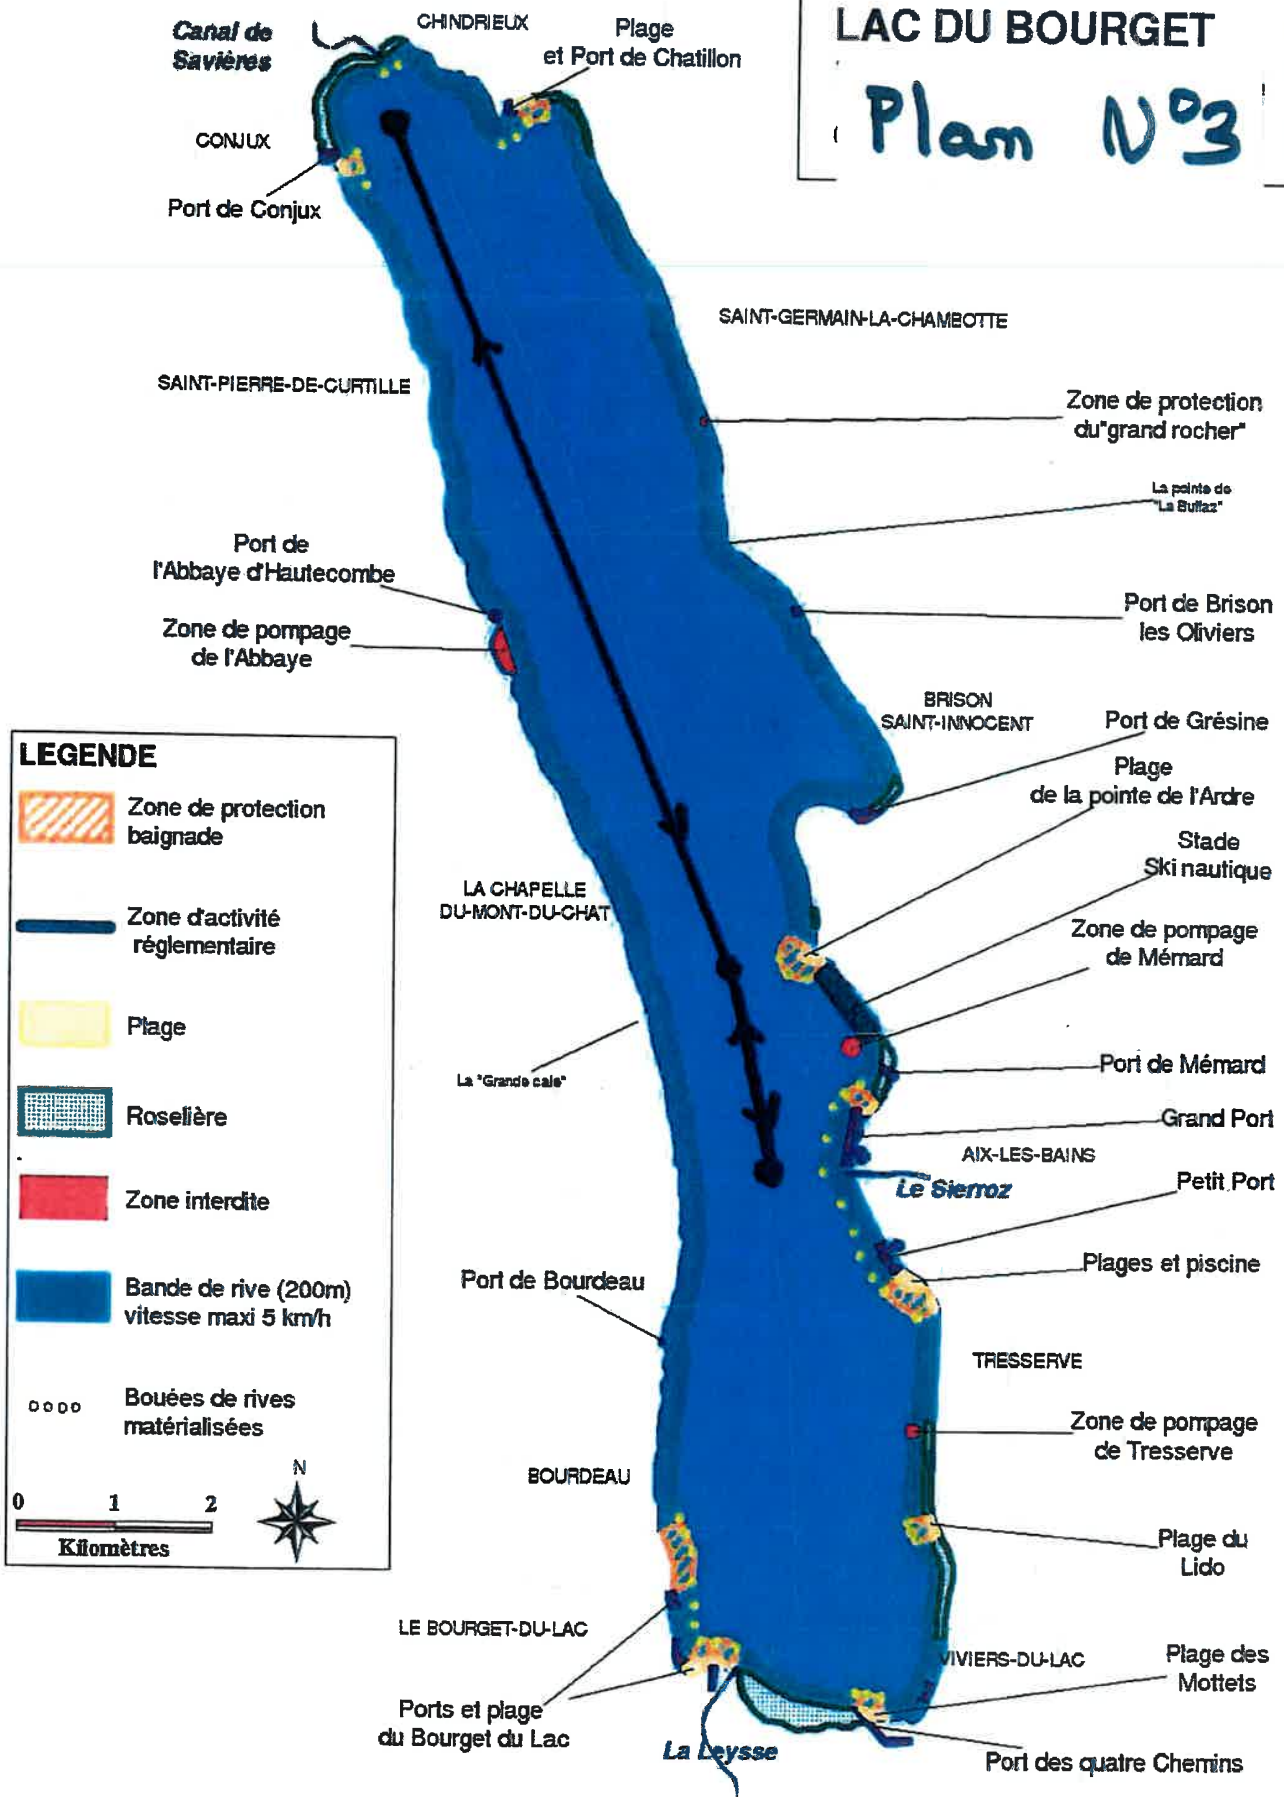 LAC DU BOURGET
Plan N°3
Canal de
Savières
CHINDRIEUX
Plage
et Port de Chatillon
CONJUX
Port de Conjux
SAINT-GERMAIN-LA-CHAMBOTTE
SAINT-PIERRE-DE-CURTILLE
Zone de protection
du"grand rocher"
La pointe de
"La Buffaz"
Port de
l'Abbaye d'Hautecombe
Zone de pompage
de l'Abbaye
Port de Brison
les Oliviers
BRISON
SAINT-INNOCENT
Port de Grésine
Plage
de la pointe de l'Ardre
Stade
Ski nautique
LA CHAPELLE
DU-MONT-DU-CHAT
Zone de pompage
de Mémard
La "Grande cale"
Port de Mémard
Grand Port
AIX-LES-BAINS
Le Sierroz
Petit Port
Plages et piscine
Port de Bourdeau
TRESSERVE
Zone de pompage
de Tresserve
BOURDEAU
Plage du
Lido
LE BOURGET-DU-LAC
VIVIERS-DU-LAC
Plage des
Mottets
Ports et plage
du Bourget du Lac
La Leysse
Port des quatre Chemins
LEGENDE
Zone de protection
baignade
Zone d'activité
réglementaire
Plage
Roselière
Zone interdite
Bande de rive (200m)
vitesse maxi 5 km/h
Bouées de rives
matérialisées
N
0 1 2
Kilomètres